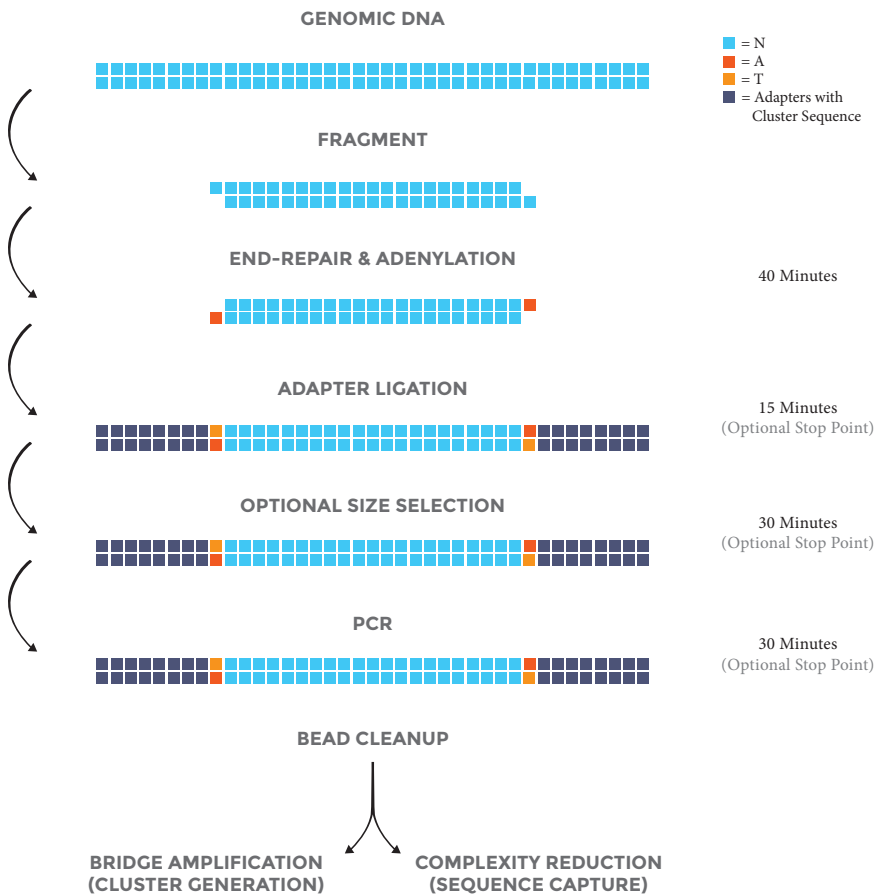 GENOMIC DNA
= N
= A
= T
= Adapters with
Cluster Sequence
FRAGMENT
END-REPAIR & ADENYLATION
40 Minutes
ADAPTER LIGATION
15 Minutes
(Optional Stop Point)
OPTIONAL SIZE SELECTION
30 Minutes
(Optional Stop Point)
PCR
30 Minutes
(Optional Stop Point)
BEAD CLEANUP
BRIDGE AMPLIFICATION
(CLUSTER GENERATION)
COMPLEXITY REDUCTION
(SEQUENCE CAPTURE)